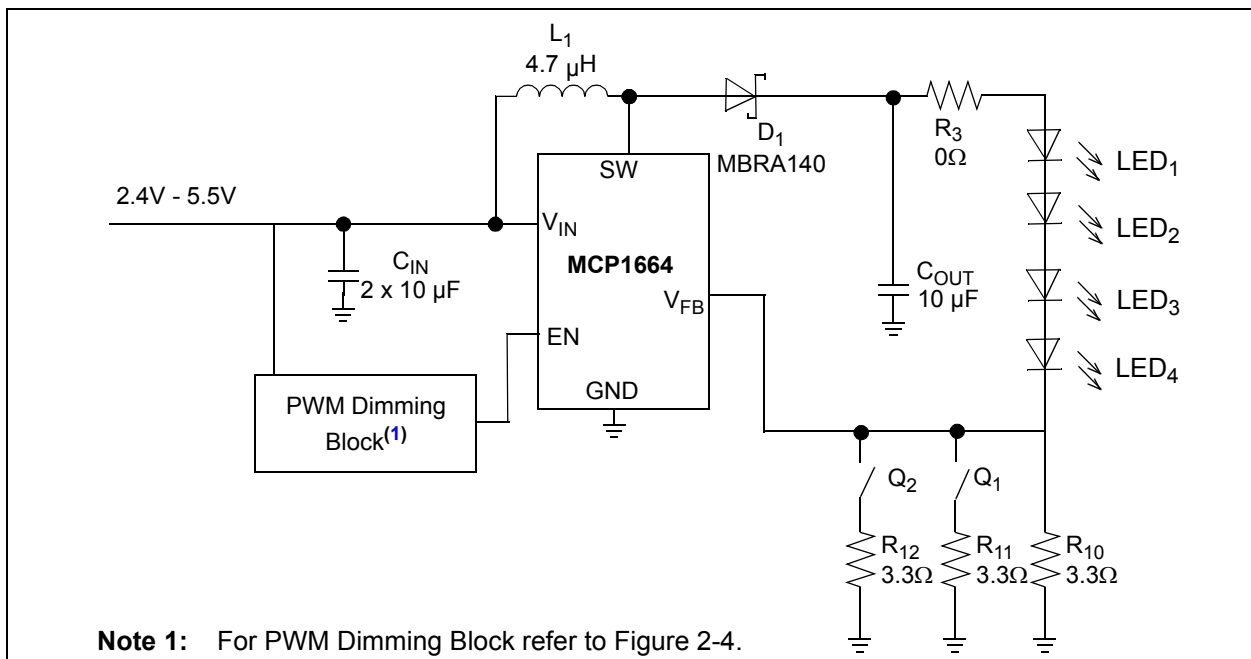 L1
4.7 µH
D1
MBRA140
R3
0Ω
LED1
LED2
LED3
LED4
2.4V - 5.5V
CIN
2 x 10 µF
SW
VIN
MCP1664
VFB
EN
GND
COUT
10 µF
PWM Dimming
Block(1)
Q2
Q1
R12
3.3Ω
R11
3.3Ω
R10
3.3Ω
Note 1: For PWM Dimming Block refer to Figure 2-4.